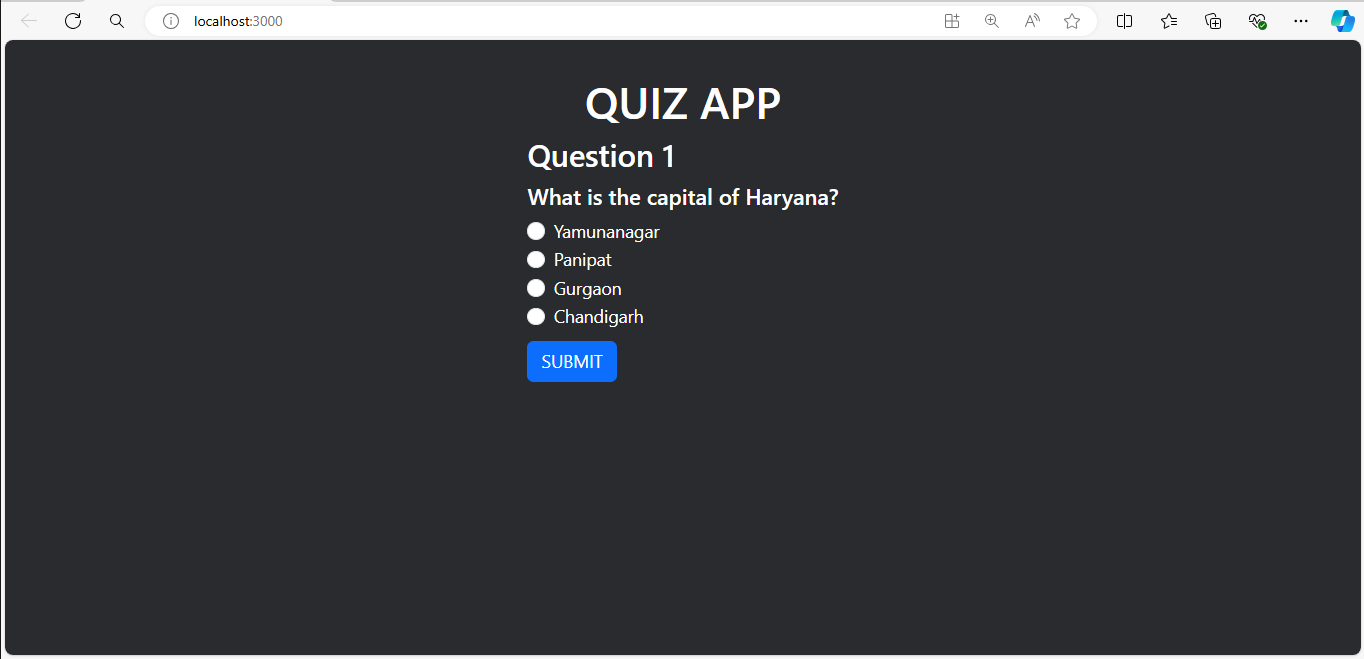 localhost:3000
QUIZ APP
Question 1
What is the capital of Haryana?
Yamunanagar
Panipat
Gurgaon
Chandigarh
SUBMIT